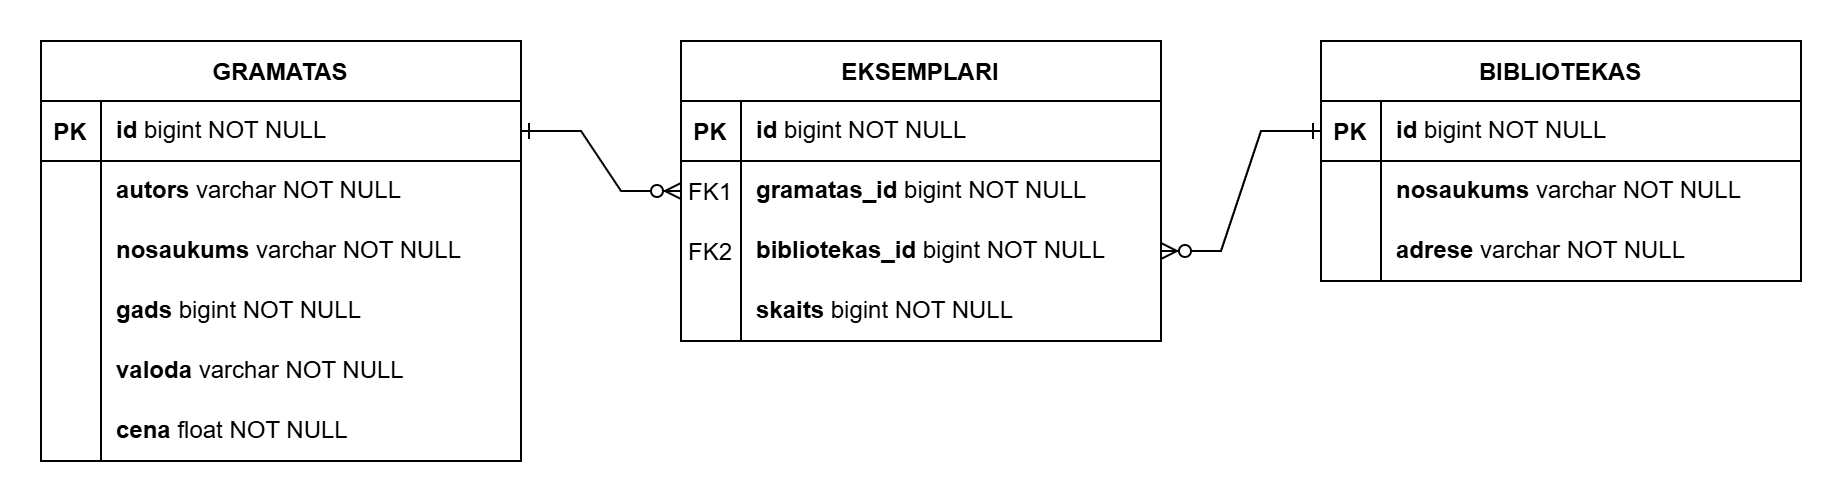 GRAMATAS
PK id bigint NOT NULL
autors varchar NOT NULL
nosaukums varchar NOT NULL
gads bigint NOT NULL
valoda varchar NOT NULL
cena float NOT NULL
EKSEMPLARI
PK id bigint NOT NULL
FK1 gramatas_id bigint NOT NULL
FK2 bibliotekas_id bigint NOT NULL
skaits bigint NOT NULL
BIBLIOTEKAS
PK id bigint NOT NULL
nosaukums varchar NOT NULL
adrese varchar NOT NULL